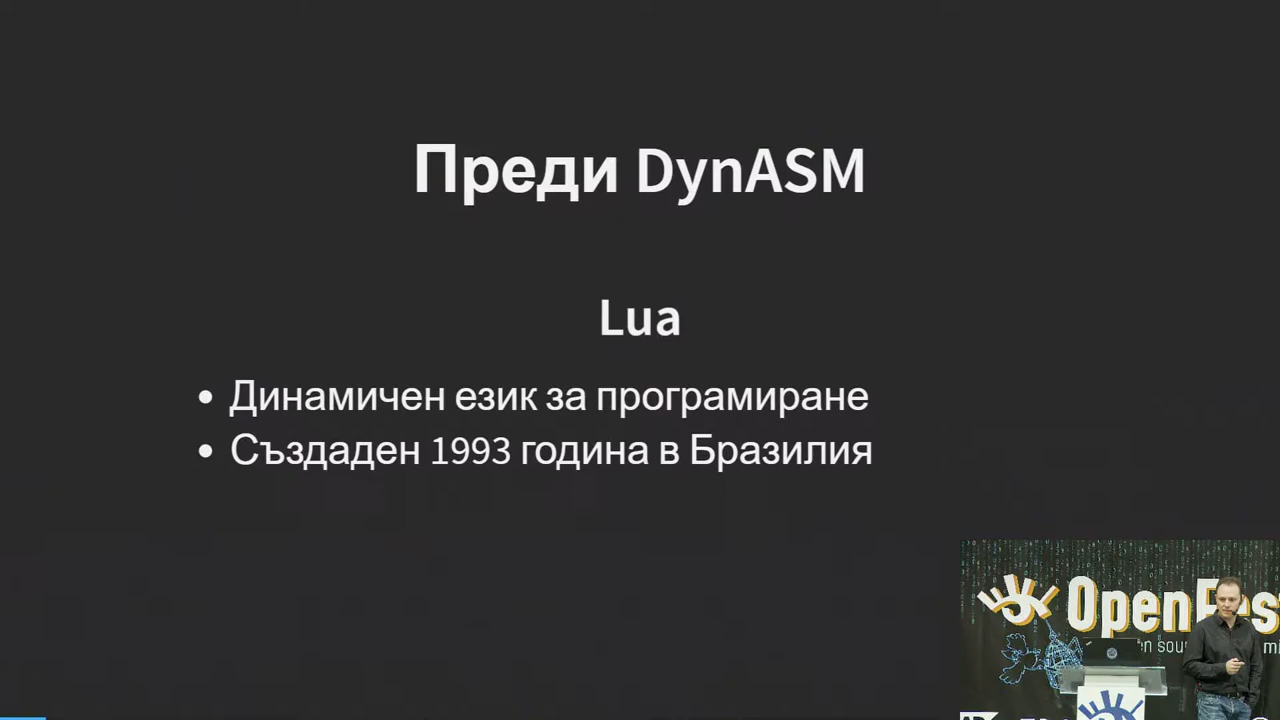 Преди DynASM
Lua
• Динамичен език за програмиране
• Създаден 1993 година в Бразилия
OpenFest